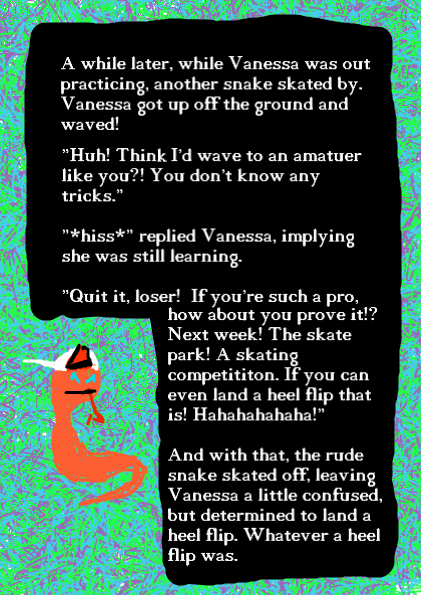 A while later, while Vanessa was out
practicing, another snake skated by.
Vanessa got up off the ground and
waved!
"Huh! Think I'd wave to an amatuer
like you?! You don't know any
tricks."
"*hiss*" replied Vanessa, implying
she was still learning.
"Quit it, loser! If you're such a pro,
how about you prove it!?
Next week! The skate
park! A skating
competititon. If you can
even land a heel flip that
is! Hahahahahaha!"
And with that, the rude
snake skated off, leaving
Vanessa a little confused,
but determined to land a
heel flip. Whatever a heel
flip was.